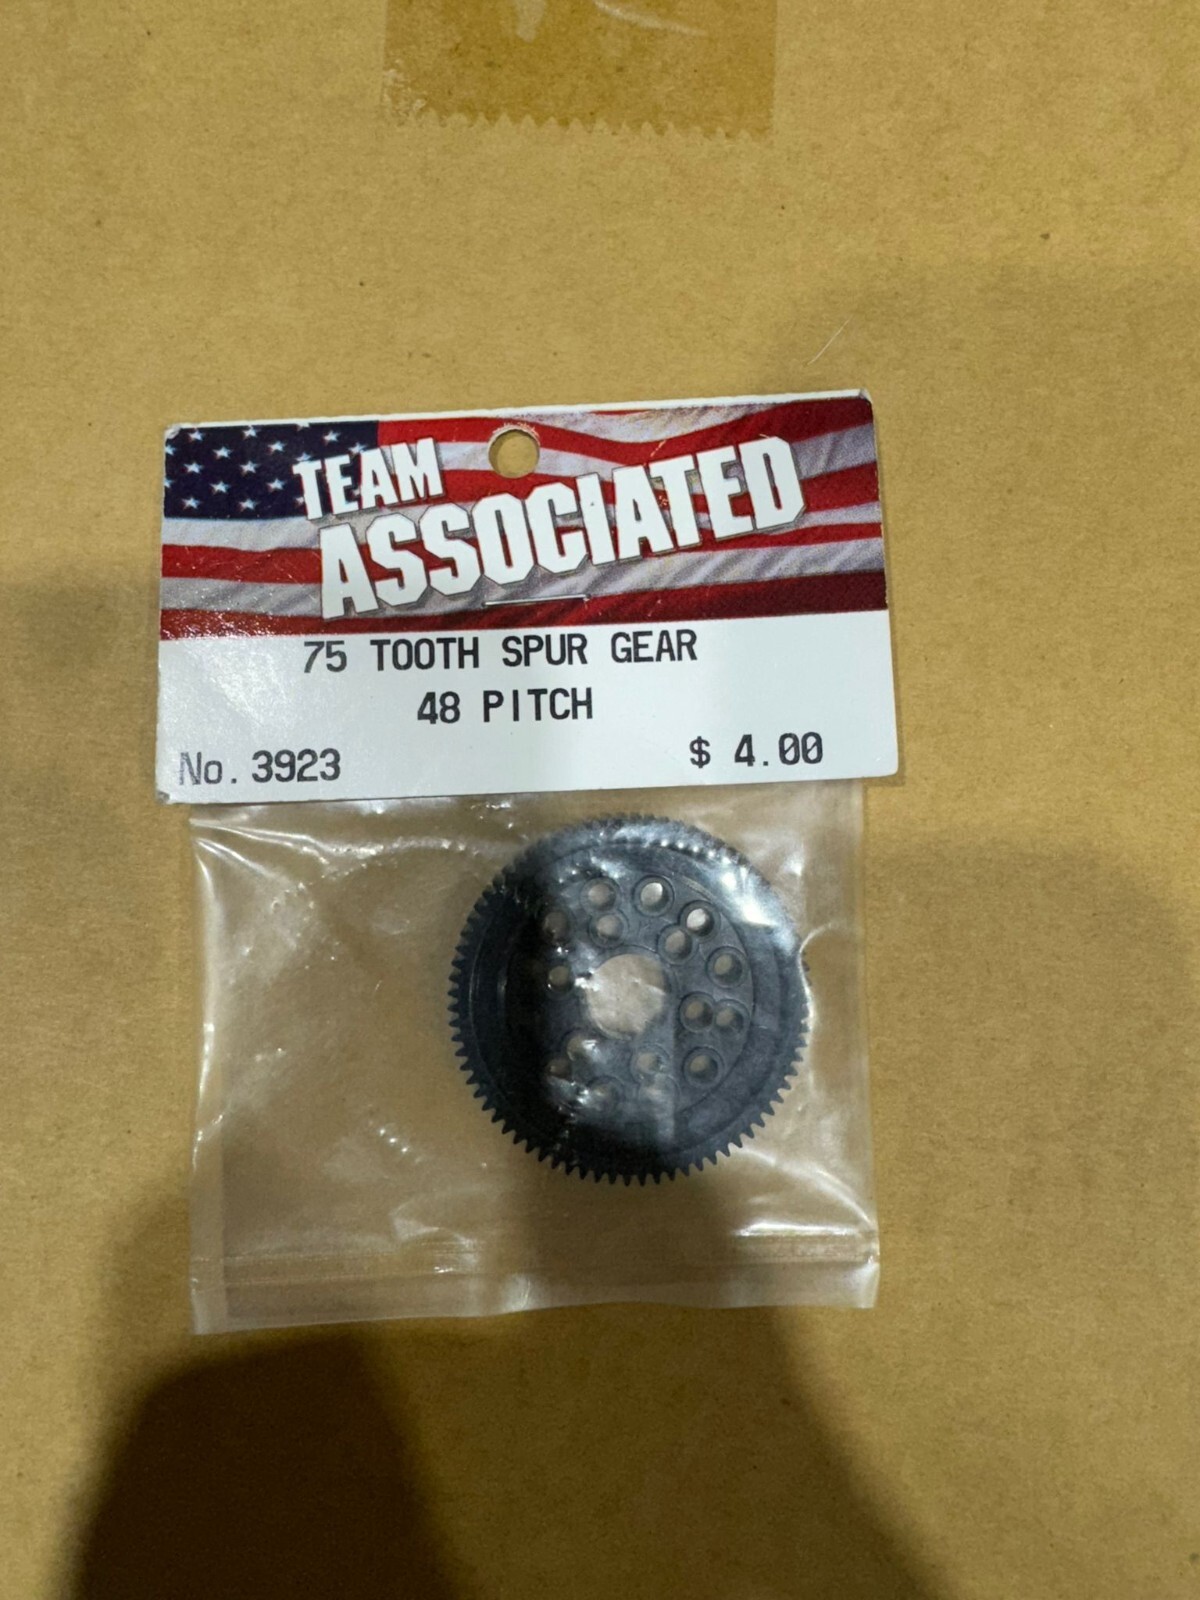 TEAM
ASSOCIATED
75 TOOTH SPUR GEAR
48 PITCH
No. 3923 $ 4.00